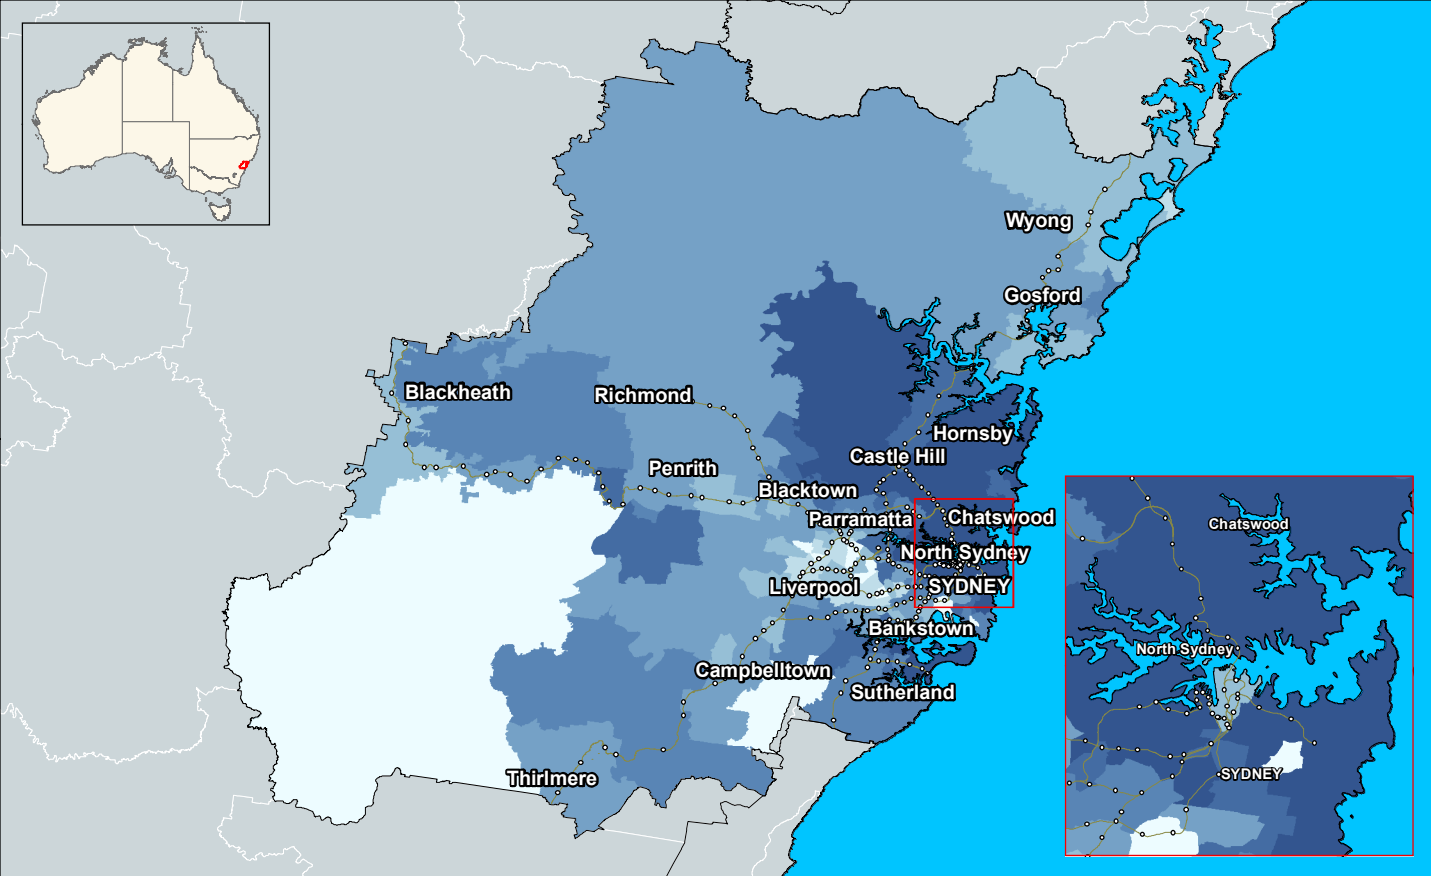 Wyong
Gosford
Blackheath
Richmond
Hornsby
Castle Hill
Penrith
Blacktown
Parramatta
Chatswood
North Sydney
Liverpool
SYDNEY
Bankstown
Campbelltown
Sutherland
Thirlmere
Chatswood
North Sydney
SYDNEY